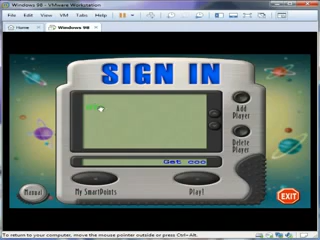 Windows 98 - VMware Workstation
File Edit View VM Tabs Help
Home Windows 98
SIGN IN
Add
Player
Delete
Player
Get coo
My SmartPoints
Play!
Manual
EXIT
To return to your computer, move the mouse pointer outside or press Ctrl+Alt.